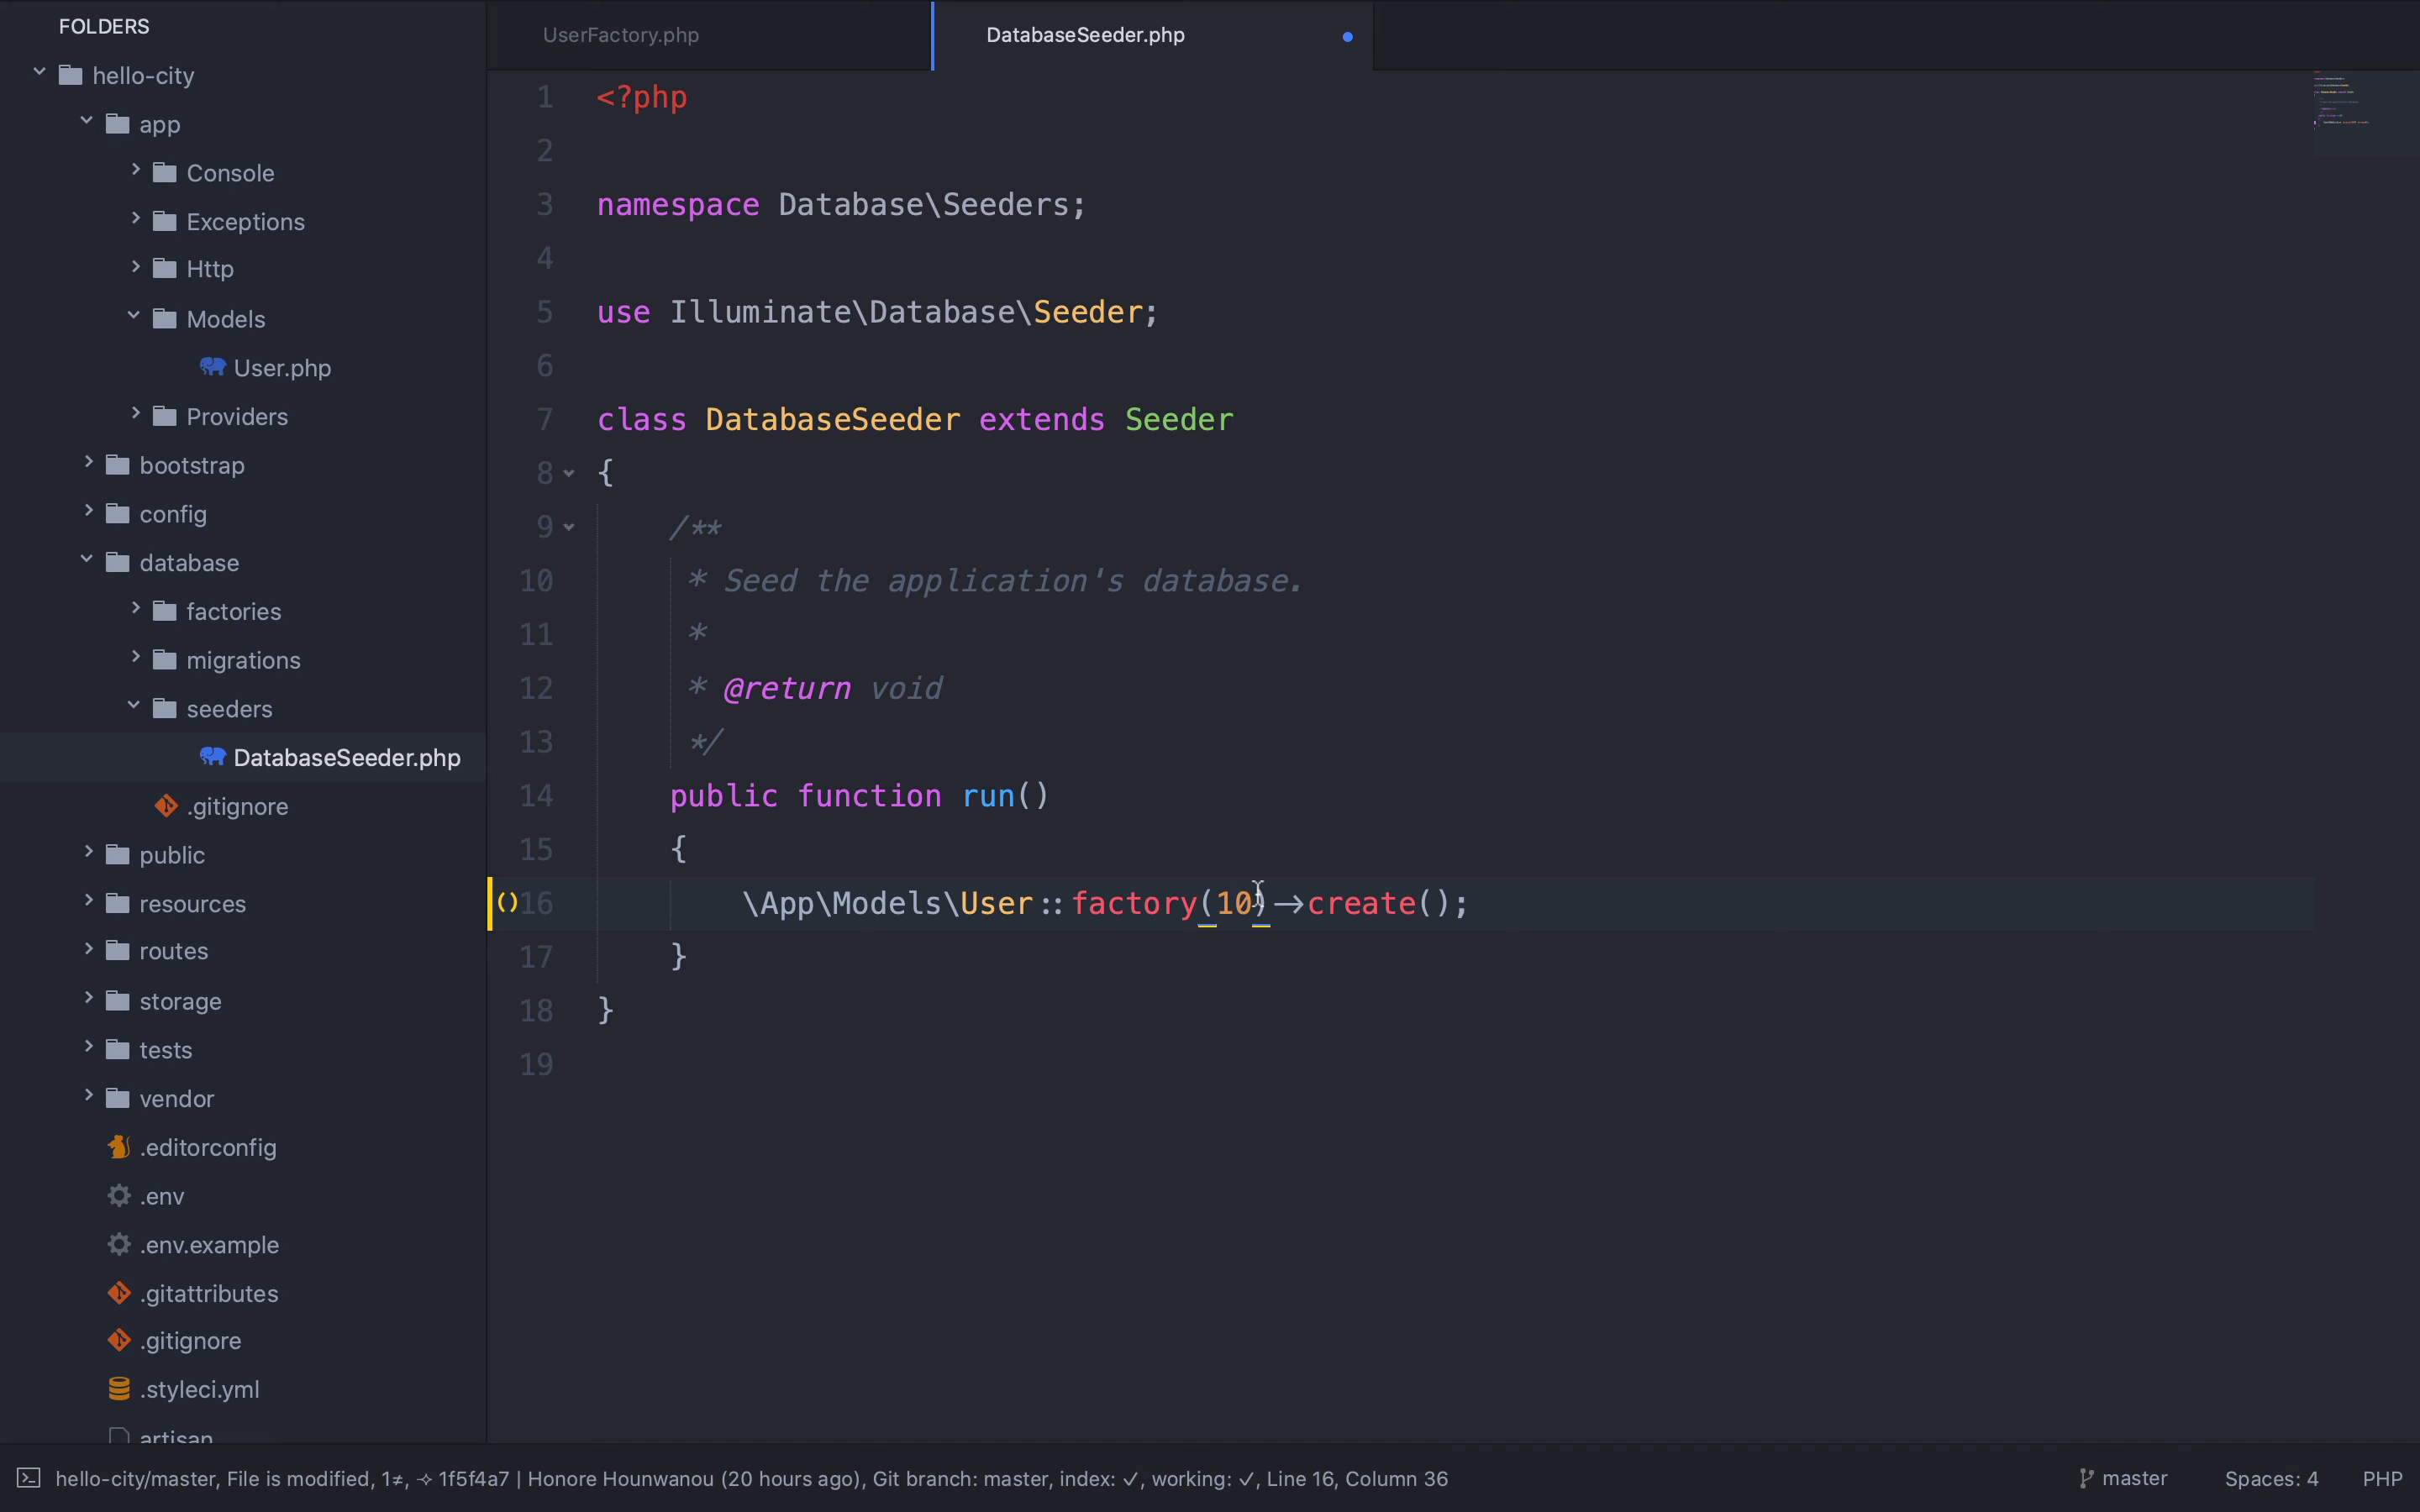 FOLDERS
hello-city
app
Console
Exceptions
Http
Models
User.php
Providers
bootstrap
config
database
factories
migrations
seeders
DatabaseSeeder.php
.gitignore
public
resources
routes
storage
tests
vendor
.editorconfig
.env
.env.example
.gitattributes
.gitignore
.styleci.yml
artisan
UserFactory.php
DatabaseSeeder.php
1 <?php
2
3 namespace Database\Seeders;
4
5 use Illuminate\Database\Seeder;
6
7 class DatabaseSeeder extends Seeder
8 {
9 /**
10 * Seed the application's database.
11 *
12 * @return void
13 */
14 public function run()
15 {
()16 \App\Models\User::factory(10)->create();
17 }
18 }
19
hello-city/master, File is modified, 1≠, 1f5f4a7 | Honore Hounwanou (20 hours ago), Git branch: master, index: ✓, working: ✓, Line 16, Column 36
master Spaces: 4 PHP